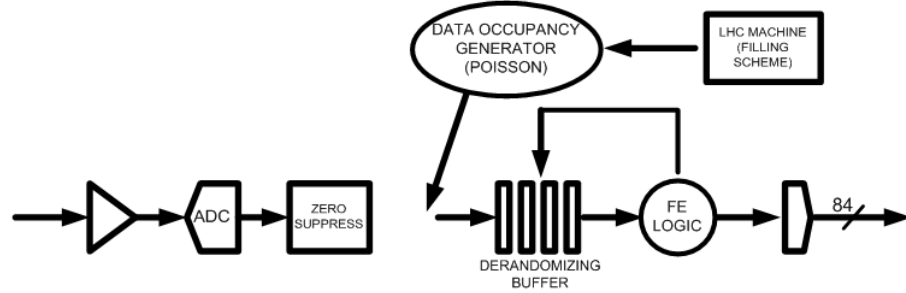 DATA OCCUPANCY
GENERATOR
(POISSON)
LHC MACHINE
(FILLING
SCHEME)
ADC
ZERO
SUPPRESS
FE
LOGIC
84
DERANDOMIZING
BUFFER